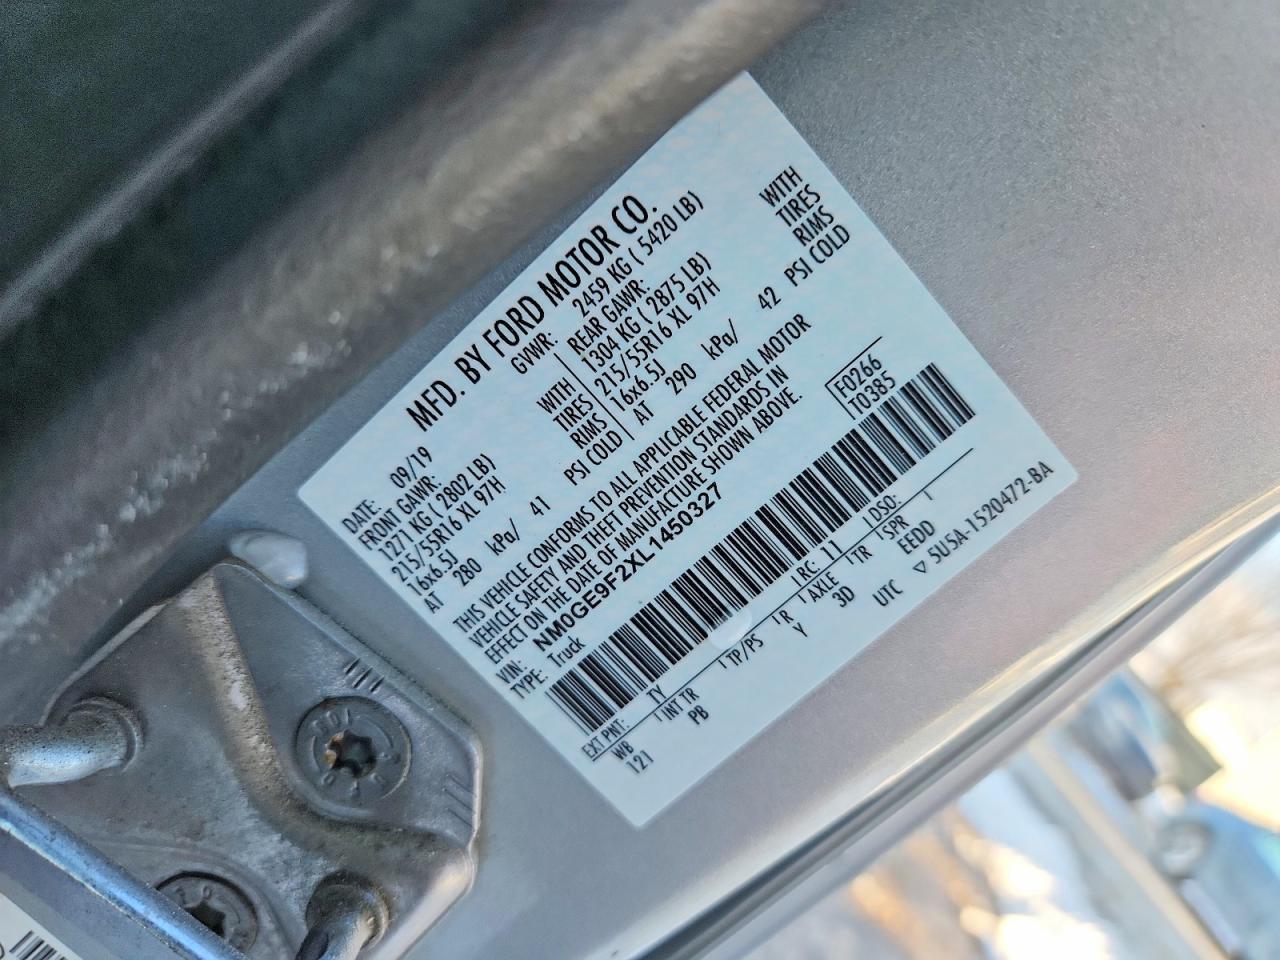 MFD. BY FORD MOTOR CO.
DATE: 09/19 GVWR: 2459 KG ( 5420 LB)
FRONT GAWR: REAR GAWR:
1271 KG ( 2802 LB) WITH 1304 KG ( 2875 LB) WITH
215/55R16 XL 97H TIRES 215/55R16 XL 97H TIRES
16x6.5J RIMS 16x6.5J RIMS
AT 280 kPa/ 41 PSI COLD AT 290 kPa/ 42 PSI COLD
THIS VEHICLE CONFORMS TO ALL APPLICABLE FEDERAL MOTOR
VEHICLE SAFETY AND THEFT PREVENTION STANDARDS IN
EFFECT ON THE DATE OF MANUFACTURE SHOWN ABOVE.
VIN: NM0GE9F2XL1450327 F0266
TYPE: Truck T0385
EXT PNT: TY RC: 11 DSO:
WB INT TR TP/PS R AXLE TR SPR
121 PB Y 3D EEDD
UTC ▽ 5U5A-1520472-BA